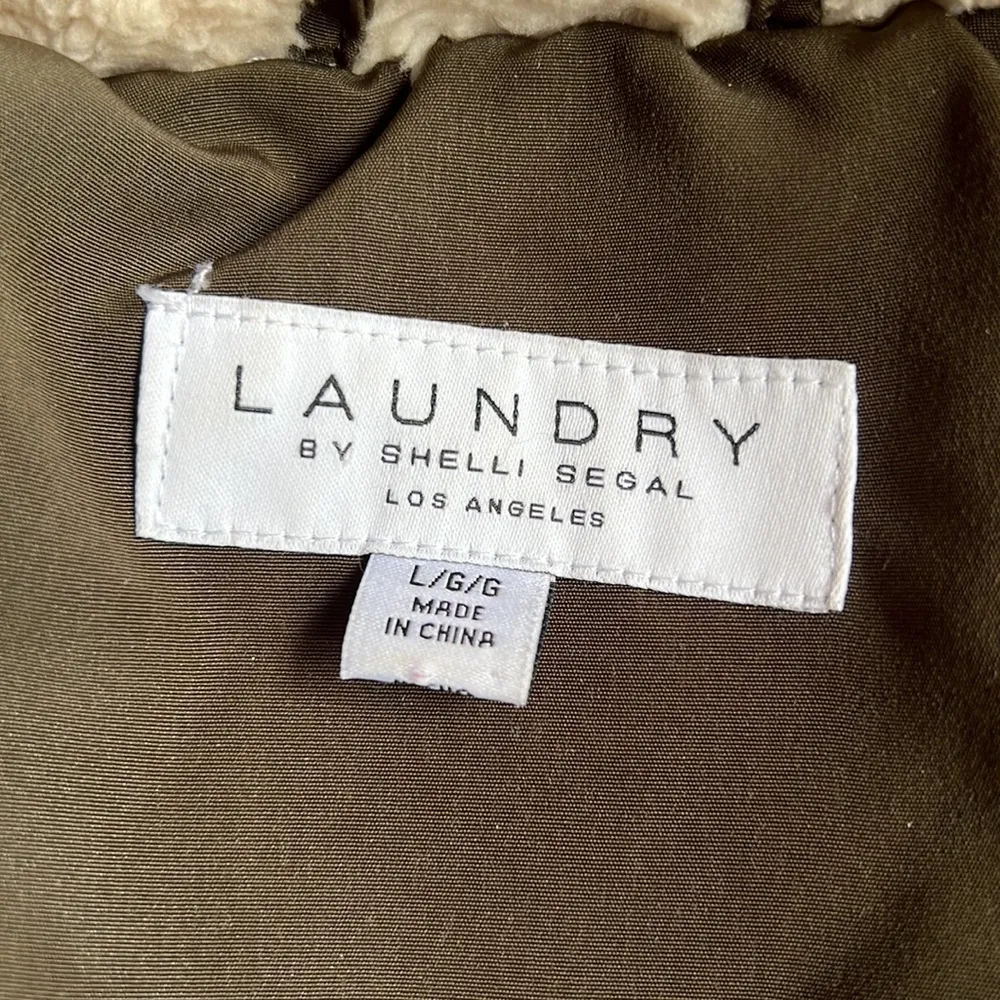 LAUNDRY
BY SHELLI SEGAL
LOS ANGELES
L/G/G
MADE
IN CHINA